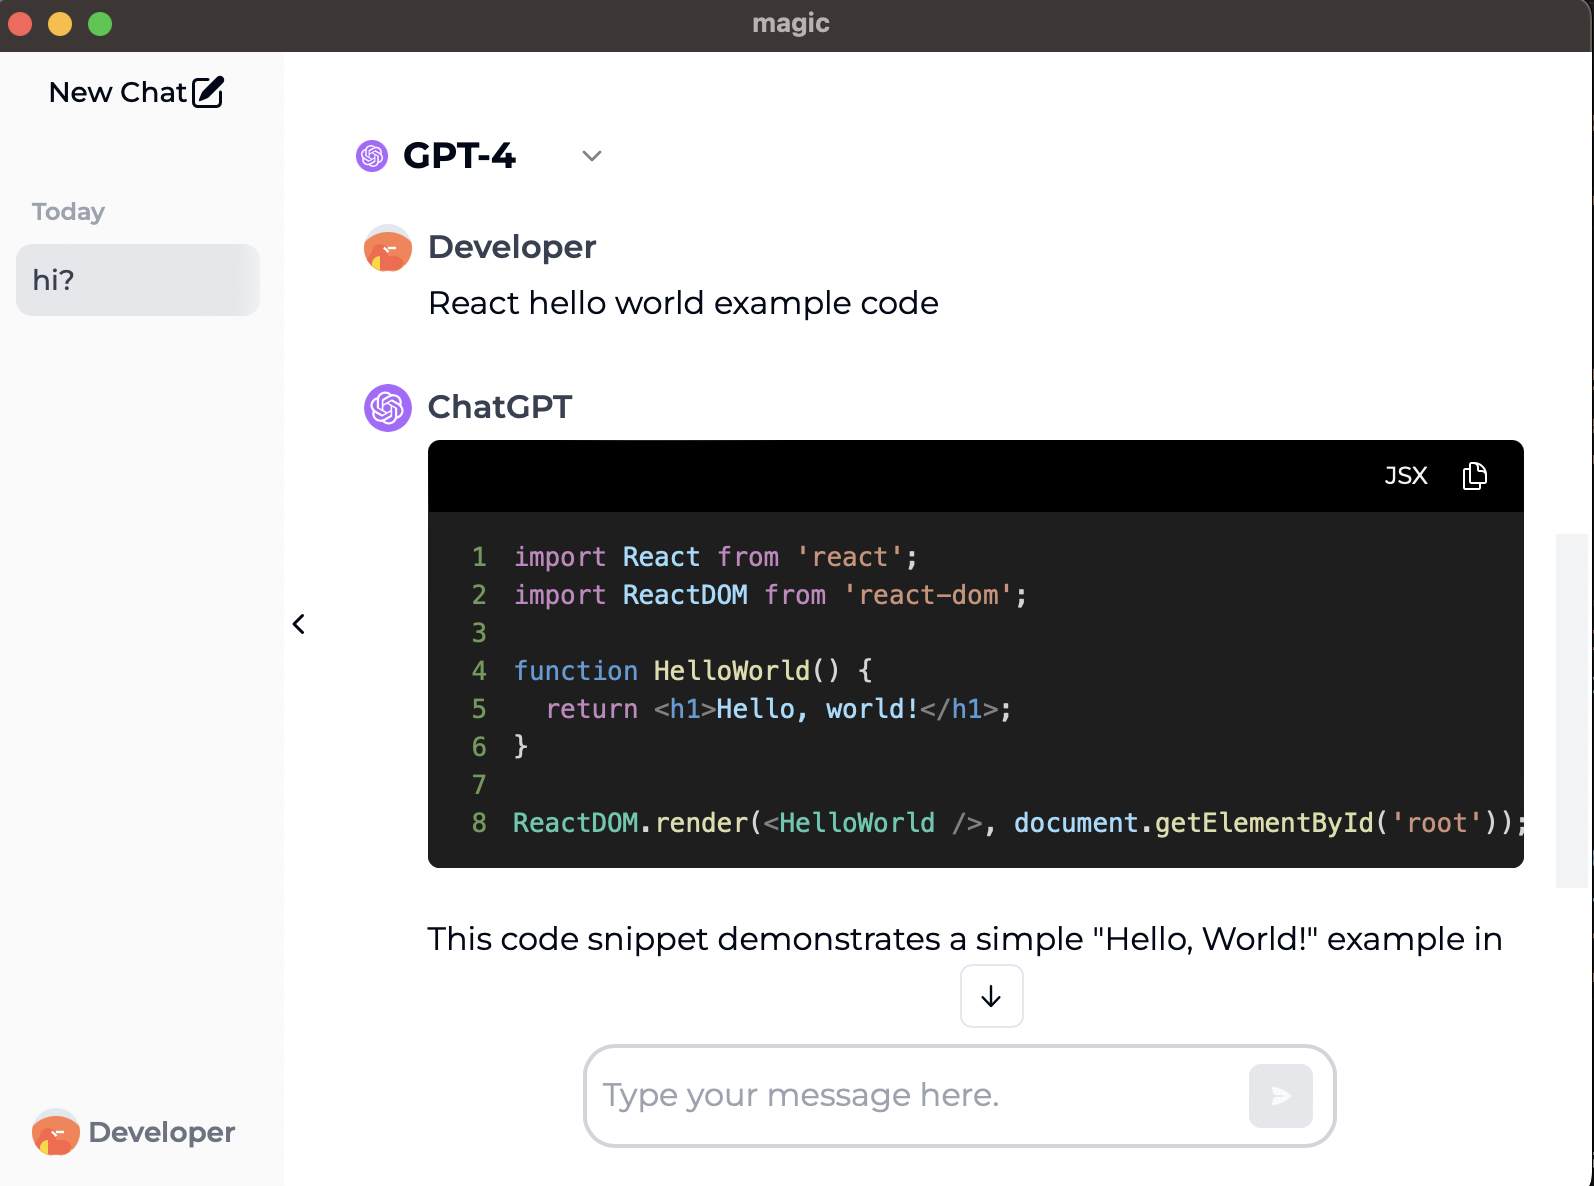 magic
New Chat
Today
hi?
Developer
GPT-4
Developer
React hello world example code
ChatGPT
JSX
1 import React from 'react';
2 import ReactDOM from 'react-dom';
3
4 function HelloWorld() {
5   return <h1>Hello, world!</h1>;
6 }
7
8 ReactDOM.render(<HelloWorld />, document.getElementById('root'));
This code snippet demonstrates a simple "Hello, World!" example in
Type your message here.